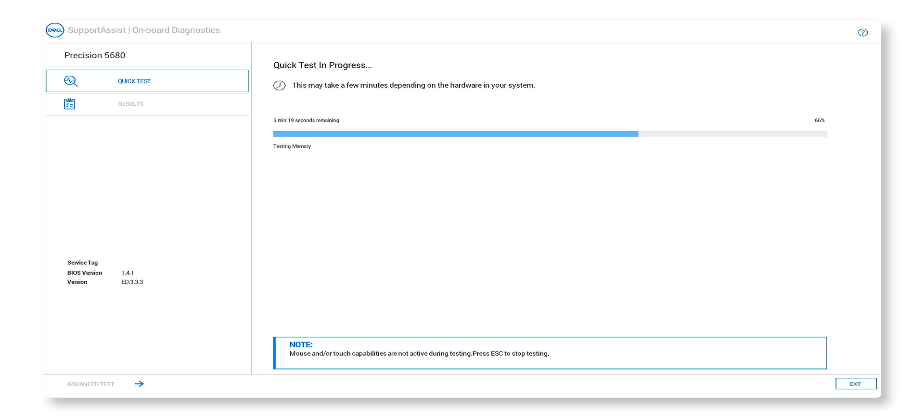 DELL SupportAssist | On-board Diagnostics
Precision 5680
QUICK TEST
RESULTS
Service Tag
BIOS Version 1.4.1
Version EO.3.3.3
ADVANCED TEST
Quick Test In Progress...
This may take a few minutes depending on the hardware in your system.
3 min 19 seconds remaining 66%
Testing Memory
NOTE:
Mouse and/or touch capabilities are not active during testing.Press ESC to stop testing.
EXIT